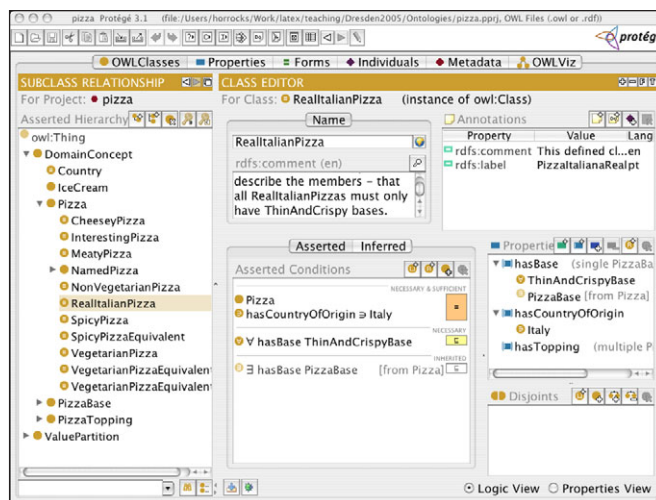 pizza Protégé 3.1 (file:/Users/horrocks/Work/latex/teaching/Dresden2005/Ontologies/pizza.pprj, OWL Files (.owl or .rdf))
protégé
OWLClasses Properties Forms Individuals Metadata OWLViz
SUBCLASS RELATIONSHIP
For Project: pizza
Asserted Hierarchy
owl:Thing
DomainConcept
Country
IceCream
Pizza
CheeseyPizza
InterestingPizza
MeatyPizza
NamedPizza
NonVegetarianPizza
RealItalianPizza
SpicyPizza
SpicyPizzaEquivalent
VegetarianPizza
VegetarianPizzaEquivalent
VegetarianPizzaEquivalent
PizzaBase
PizzaTopping
ValuePartition
CLASS EDITOR
For Class: RealItalianPizza (instance of owl:Class)
Name
RealItalianPizza
rdfs:comment (en)
describe the members - that
all RealItalianPizzas must only
have ThinAndCrispy bases.
Annotations
Property Value Lang
rdfs:comment This defined cl...en
rdfs:label PizzaItalianaRealpt
Asserted Inferred
Asserted Conditions
NECESSARY & SUFFICIENT
Pizza
hasCountryOfOrigin ∋ Italy
=
NECESSARY
∀ hasBase ThinAndCrispyBase
⊑
INHERITED
∃ hasBase PizzaBase [from Pizza]
⊑
Propertie
hasBase (single PizzaBa
ThinAndCrispyBase
PizzaBase [from Pizza]
hasCountryOfOrigin
Italy
hasTopping (multiple P
Disjoints
Logic View Properties View